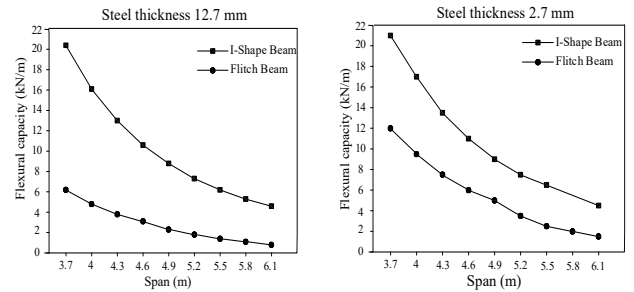 Steel thickness 12.7 mm
Flexural capacity (kN/m)
22
20
18
16
14
12
10
8
6
4
2
0
I-Shape Beam
Flitch Beam
3.7 4 4.3 4.6 4.9 5.2 5.5 5.8 6.1
Span (m)
Steel thickness 2.7 mm
Flexural capacity (kN/m)
22
20
18
16
14
12
10
8
6
4
2
0
I-Shape Beam
Flitch Beam
3.7 4 4.3 4.6 4.9 5.2 5.5 5.8 6.1
Span (m)